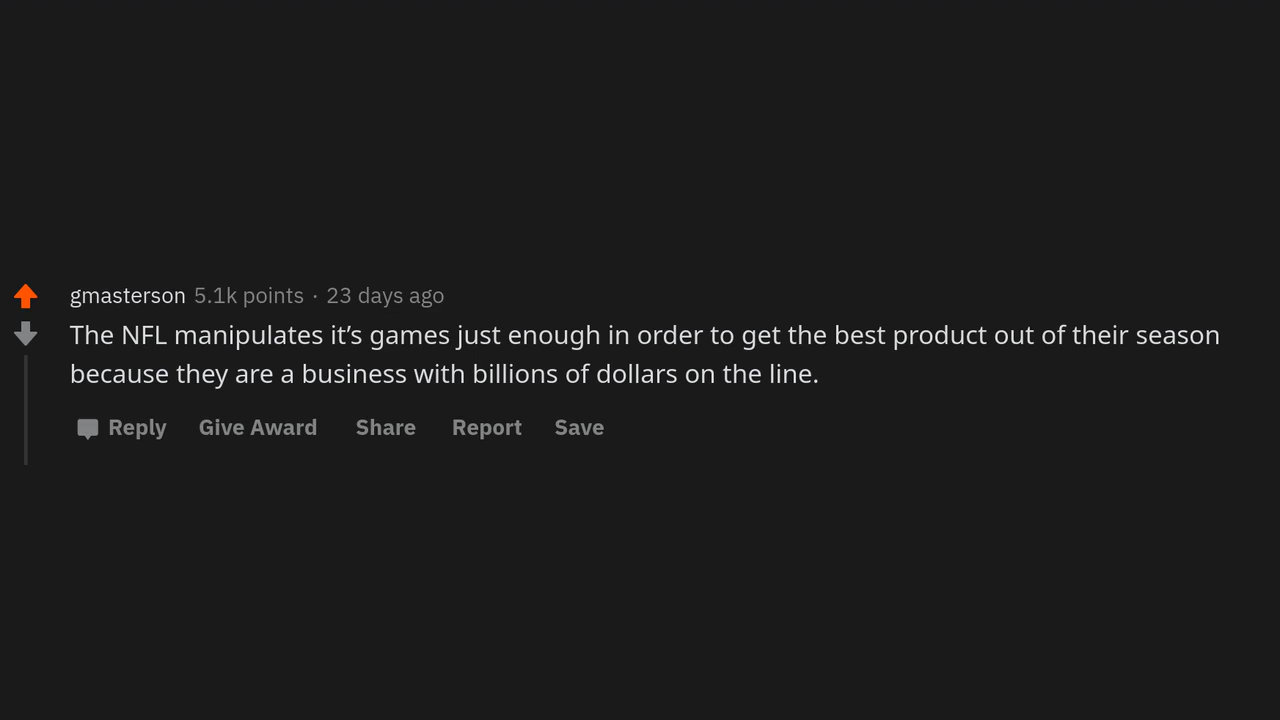 gmasterson 5.1k points · 23 days ago
The NFL manipulates it’s games just enough in order to get the best product out of their season
because they are a business with billions of dollars on the line.
Reply Give Award Share Report Save